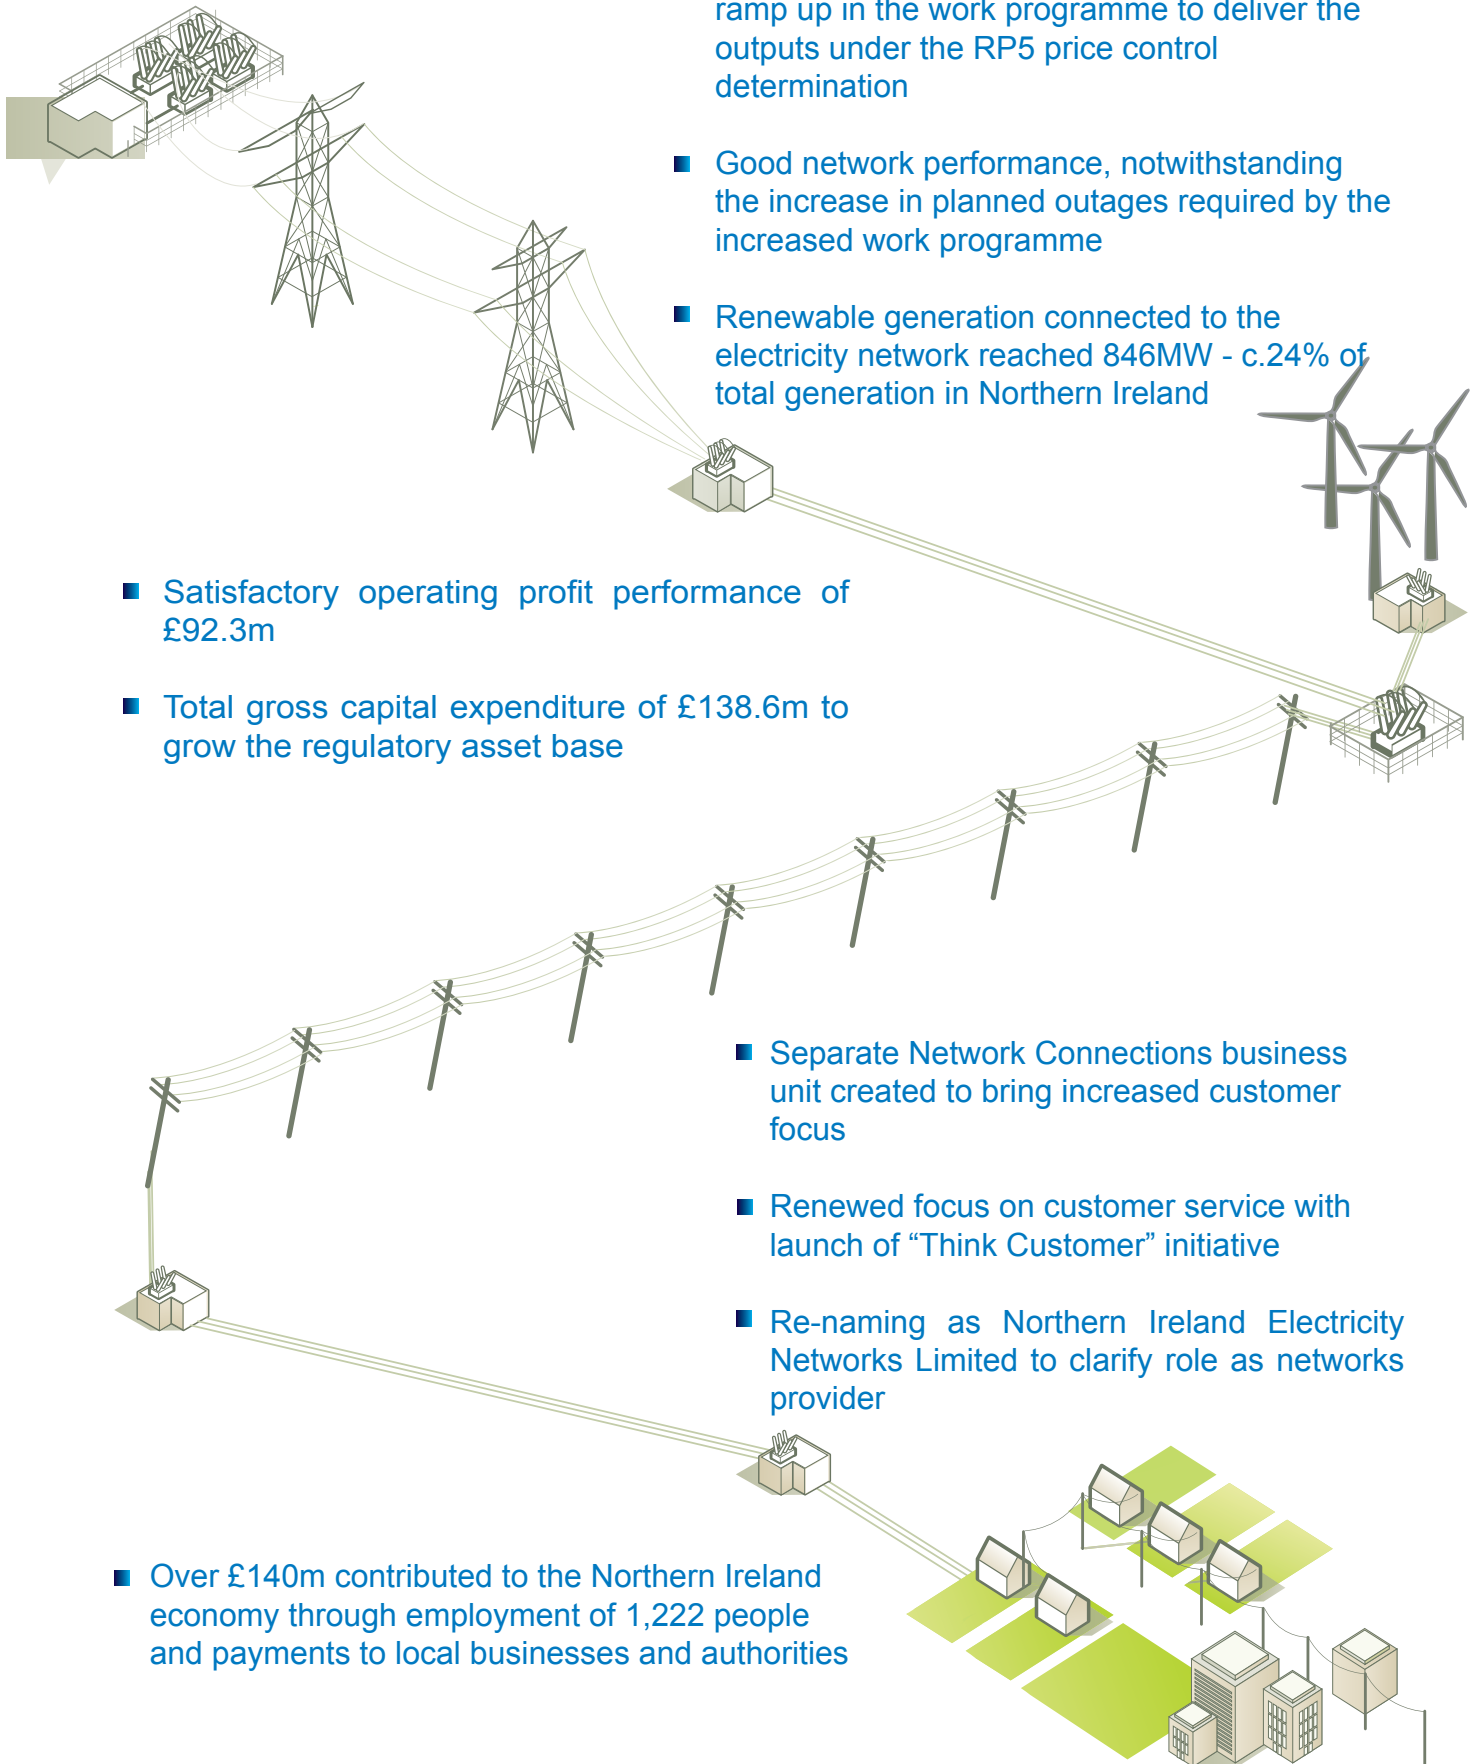 ramp up in the work programme to deliver the
outputs under the RP5 price control
determination
Good network performance, notwithstanding
the increase in planned outages required by the
increased work programme
Renewable generation connected to the
electricity network reached 846MW - c.24% of
total generation in Northern Ireland
Satisfactory operating profit performance of
£92.3m
Total gross capital expenditure of £138.6m to
grow the regulatory asset base
Separate Network Connections business
unit created to bring increased customer
focus
Renewed focus on customer service with
launch of “Think Customer” initiative
Re-naming as Northern Ireland Electricity
Networks Limited to clarify role as networks
provider
Over £140m contributed to the Northern Ireland
economy through employment of 1,222 people
and payments to local businesses and authorities